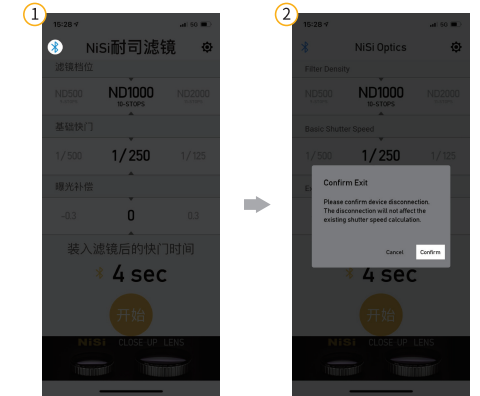 1
15:28
5G
NiSi耐司滤镜
滤镜档位
ND500 ND1000 ND2000
10-STOPS
基础快门
1/500 1/250 1/125
曝光补偿
-0.3 0 0.3
装入滤镜后的快门时间
4 sec
开始
NiSi CLOSE UP LENS
2
15:28
5G
NiSi Optics
Filter Density
ND500 ND1000 ND2000
10-STOPS
Basic Shutter Speed
1/500 1/250 1/125
Confirm Exit
Please confirm device disconnection.
The disconnection will not affect the
existing shutter speed calculation.
Cancel Confirm
4 sec
开始
NiSi CLOSE UP LENS